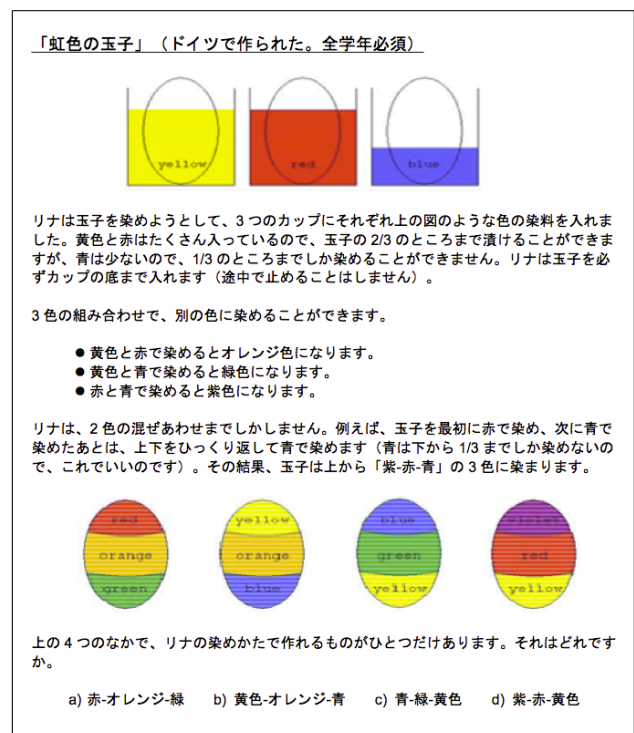 「虹色の玉子」（ドイツで作られた。全学年必須）
yellow red blue
リナは玉子を染めようとして、3 つのカップにそれぞれ上の図のような色の染料を入れま
した。黄色と赤はたくさん入っているので、玉子の 2/3 のところまで漬けることができま
すが、青は少ないので、1/3 のところまでしか染めることができません。リナは玉子を必
ずカップの底まで入れます（途中で止めることはしません）。
3 色の組み合わせで、別の色に染めることができます。
● 黄色と赤で染めるとオレンジ色になります。
● 黄色と青で染めると緑色になります。
● 赤と青で染めると紫色になります。
リナは、2 色の混ぜあわせまでしかしません。例えば、玉子を最初に赤で染め、次に青で
染めたあとは、上下をひっくり返して青で染めます（青は下から 1/3 までしか染めないの
で、これでいいのです）。その結果、玉子は上から「紫-赤-青」の 3 色に染まります。
red yellow blue violet
orange orange green red
green blue yellow yellow
上の 4 つのなかで、リナの染めかたで作れるものがひとつだけあります。それはどれです
か。
a) 赤-オレンジ-緑 b) 黄色-オレンジ-青 c) 青-緑-黄色 d) 紫-赤-黄色